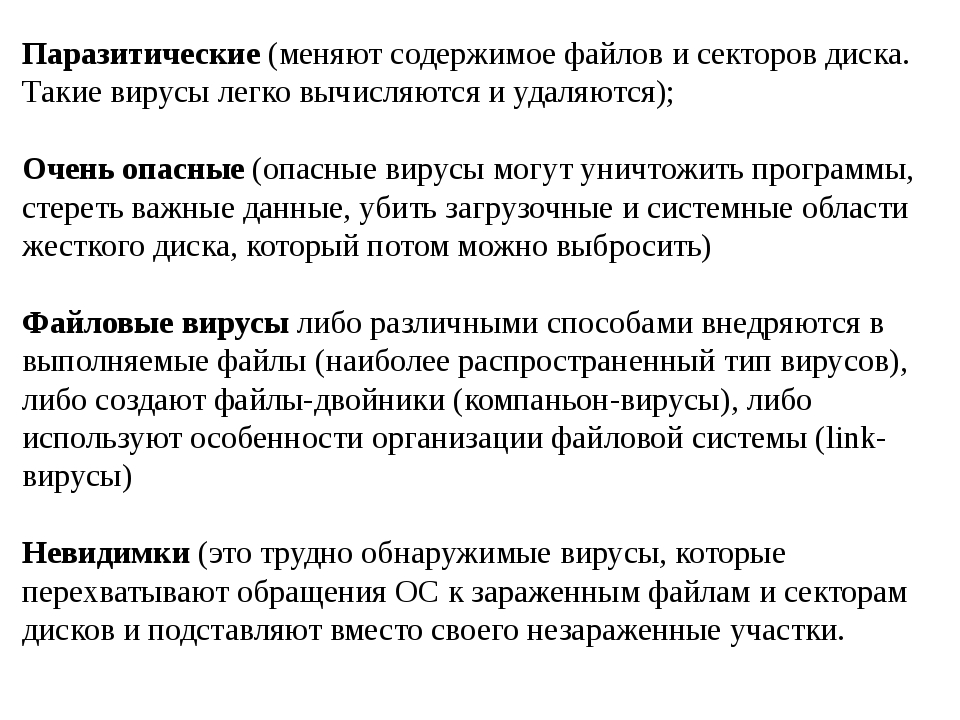 Паразитические (меняют содержимое файлов и секторов диска.
Такие вирусы легко вычисляются и удаляются);
Очень опасные (опасные вирусы могут уничтожить программы,
стереть важные данные, убить загрузочные и системные области
жесткого диска, который потом можно выбросить)
Файловые вирусы либо различными способами внедряются в
выполняемые файлы (наиболее распространенный тип вирусов),
либо создают файлы-двойники (компаньон-вирусы), либо
используют особенности организации файловой системы (link-
вирусы)
Невидимки (это трудно обнаружимые вирусы, которые
перехватывают обращения ОС к зараженным файлам и секторам
дисков и подставляют вместо своего незараженные участки.